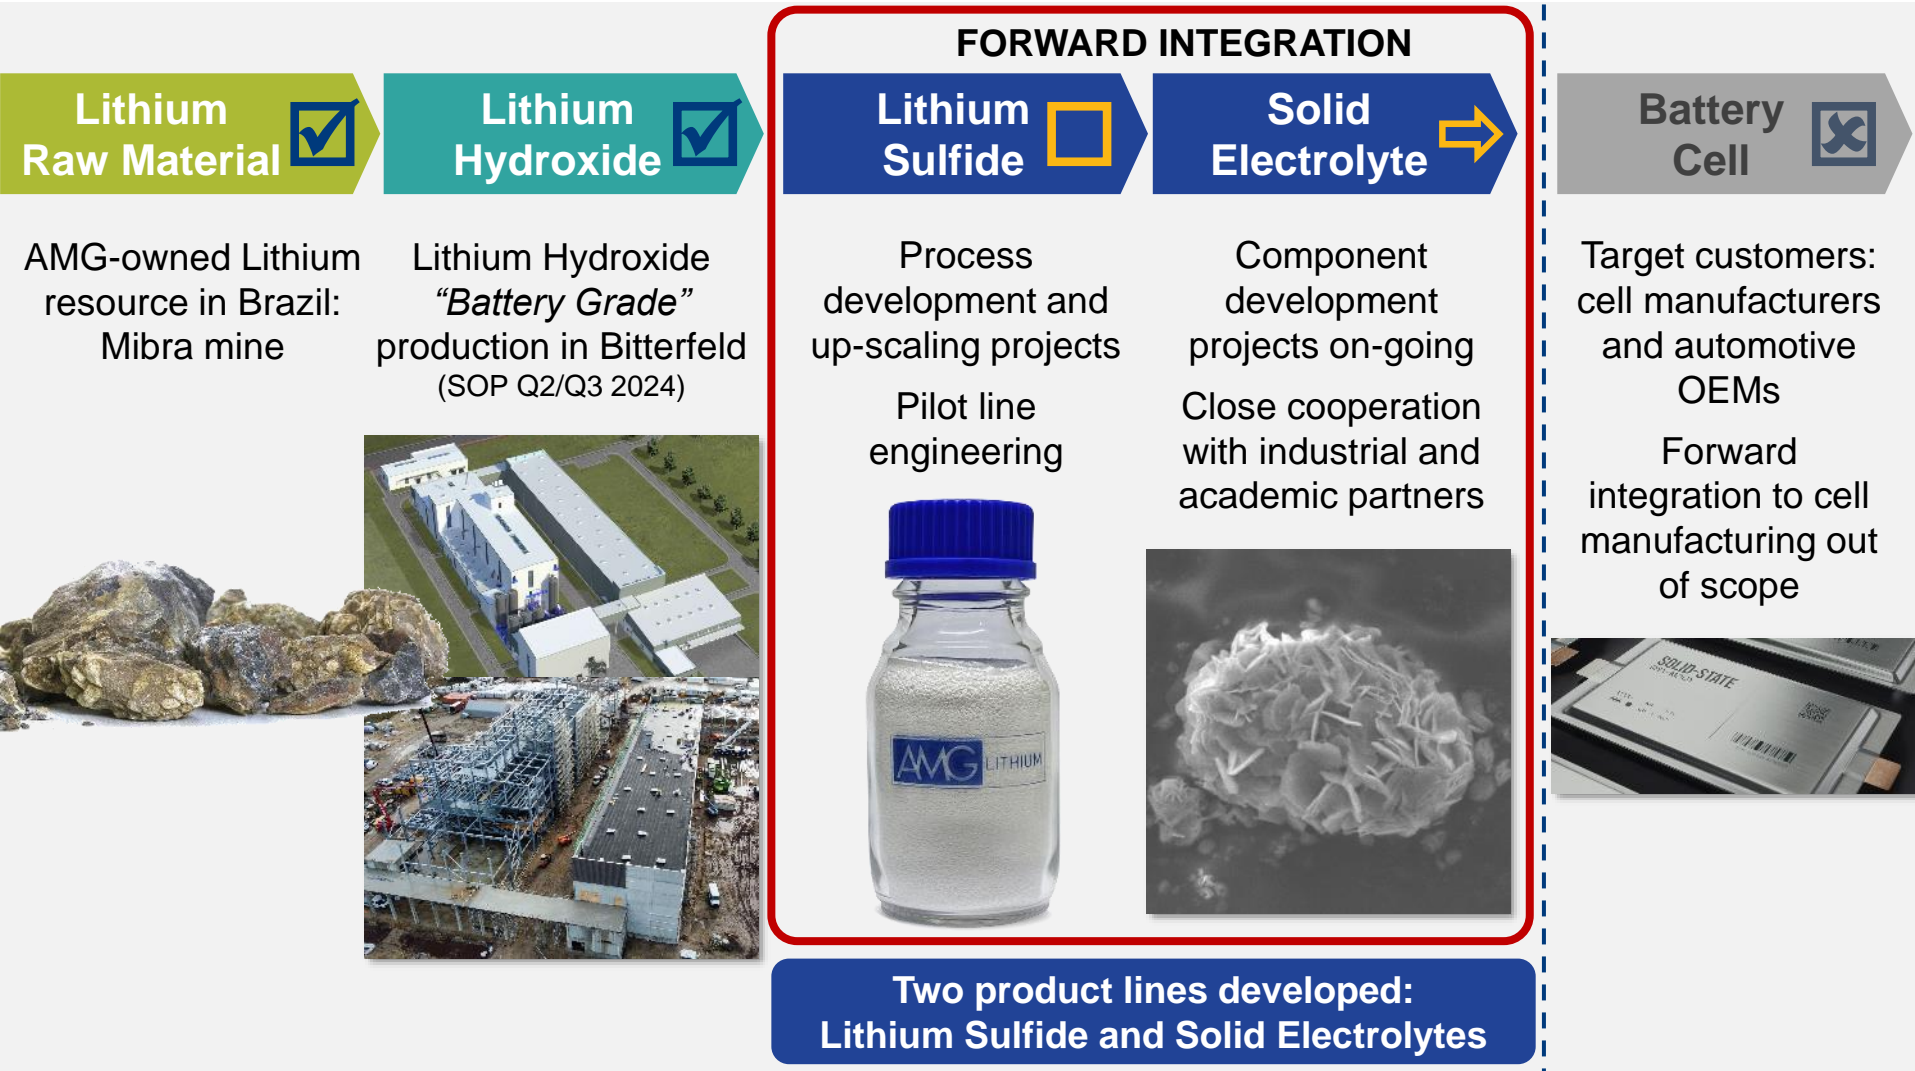 FORWARD INTEGRATION
Lithium
Raw Material
Lithium
Hydroxide
Lithium
Sulfide
Solid
Electrolyte
Battery
Cell
AMG-owned Lithium
resource in Brazil:
Mibra mine
Lithium Hydroxide
“Battery Grade”
production in Bitterfeld
(SOP Q2/Q3 2024)
Process
development and
up-scaling projects
Pilot line
engineering
Component
development
projects on-going
Close cooperation
with industrial and
academic partners
Target customers:
cell manufacturers
and automotive
OEMs
Forward
integration to cell
manufacturing out
of scope
AMG LITHIUM
SOLID-STATE
Two product lines developed:
Lithium Sulfide and Solid Electrolytes